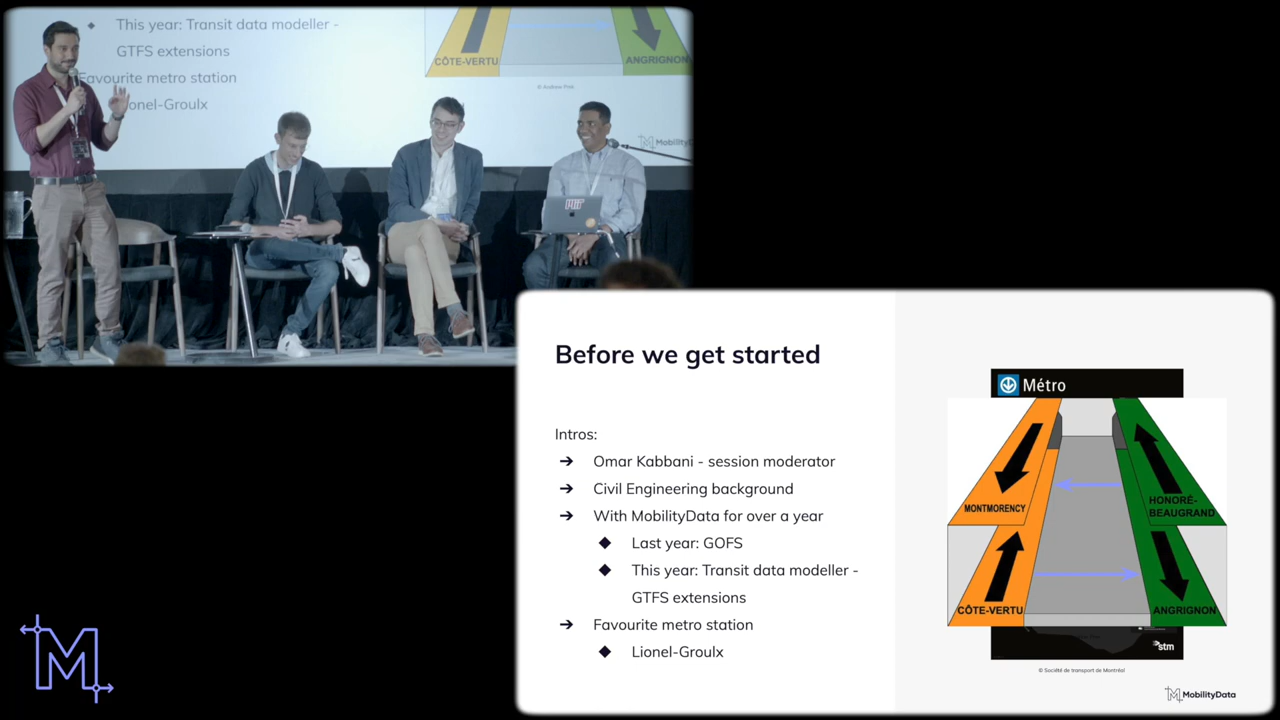 This year: Transit data modeller -
GTFS extensions
Favourite metro station
Lionel-Groulx
CÔTE-VERTU
ANGRIGNON
MIT
MobilityData
Before we get started
Intros:
➔ Omar Kabbani - session moderator
➔ Civil Engineering background
➔ With MobilityData for over a year
◆ Last year: GOFS
◆ This year: Transit data modeller -
GTFS extensions
➔ Favourite metro station
◆ Lionel-Groulx
Métro
MONTMORENCY
HONORÉ-
BEAUGRAND
CÔTE-VERTU
ANGRIGNON
stm
© Société de transport de Montréal
MobilityData
M